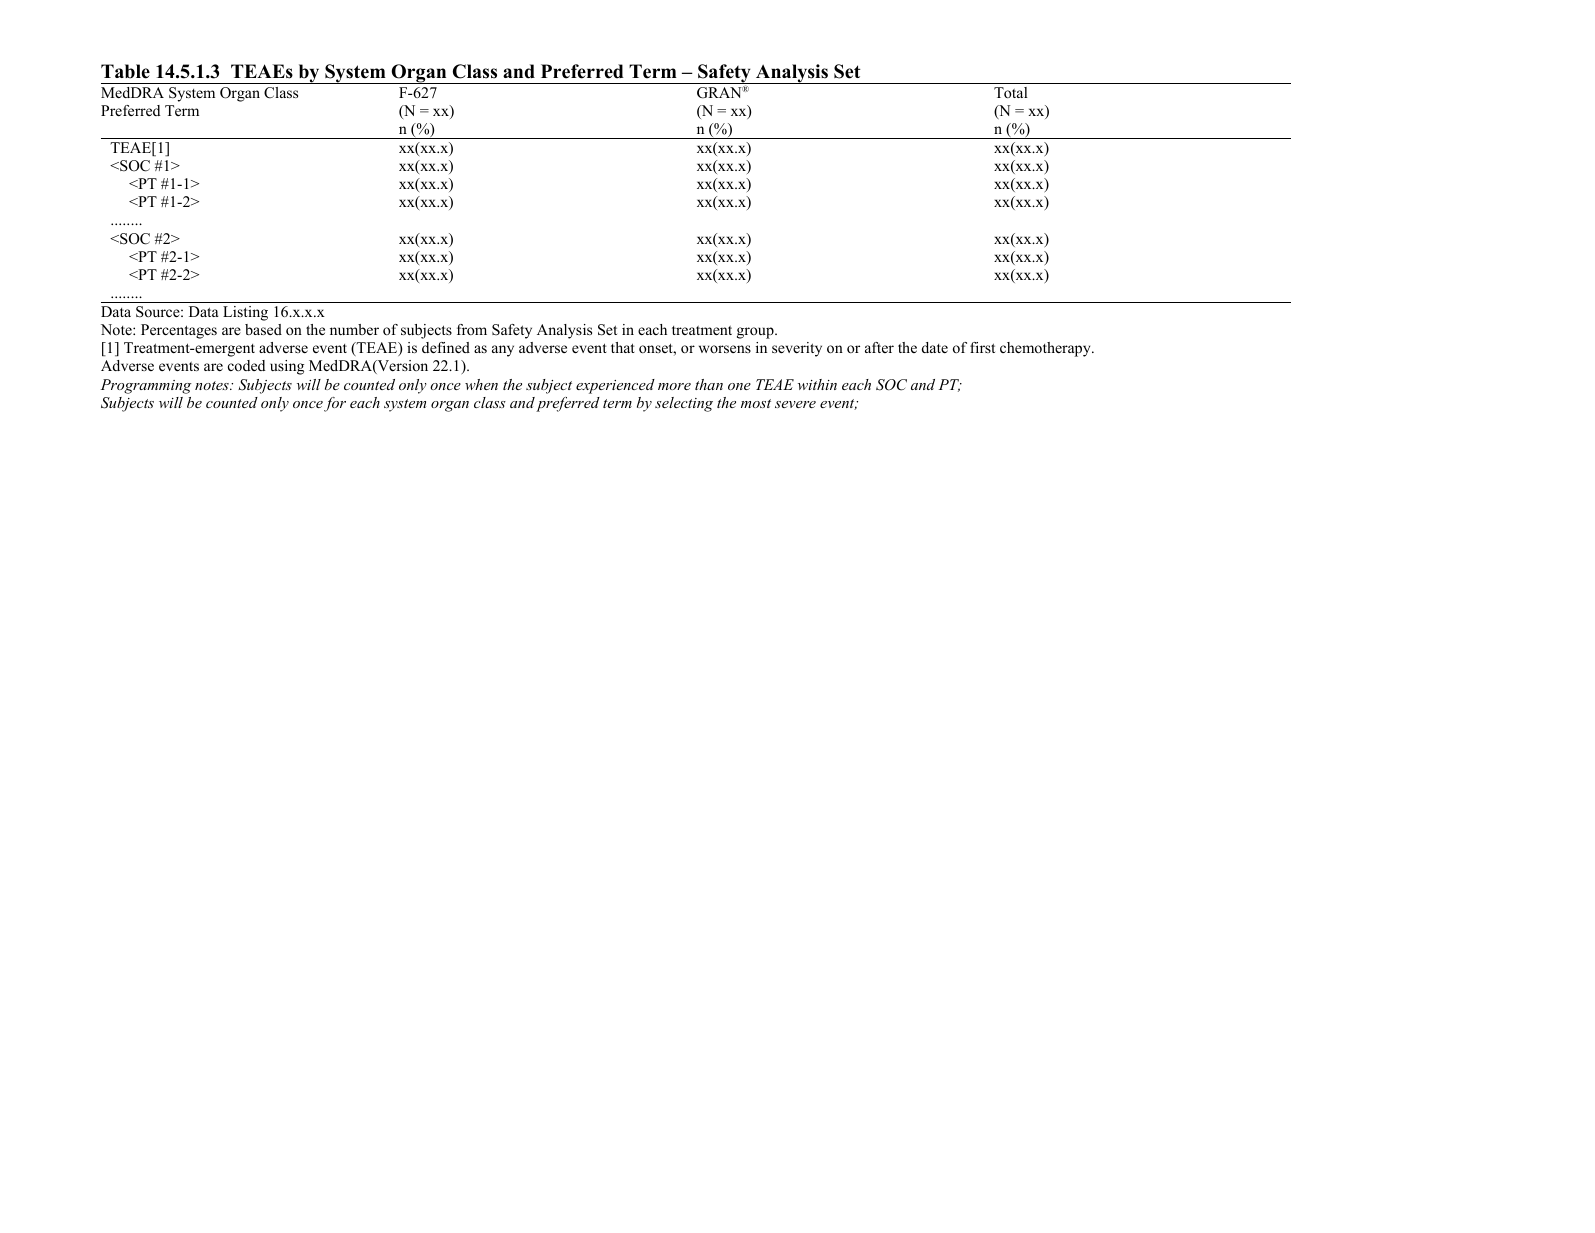 Table 14.5.1.3  TEAEs by System Organ Class and Preferred Term – Safety Analysis Set
MedDRA System Organ Class F-627 GRAN® Total
Preferred Term (N = xx) (N = xx) (N = xx)
n (%) n (%) n (%)
TEAE[1] xx(xx.x) xx(xx.x) xx(xx.x)
<SOC #1> xx(xx.x) xx(xx.x) xx(xx.x)
<PT #1-1> xx(xx.x) xx(xx.x) xx(xx.x)
<PT #1-2> xx(xx.x) xx(xx.x) xx(xx.x)
........
<SOC #2> xx(xx.x) xx(xx.x) xx(xx.x)
<PT #2-1> xx(xx.x) xx(xx.x) xx(xx.x)
<PT #2-2> xx(xx.x) xx(xx.x) xx(xx.x)
........
Data Source: Data Listing 16.x.x.x
Note: Percentages are based on the number of subjects from Safety Analysis Set in each treatment group.
[1] Treatment-emergent adverse event (TEAE) is defined as any adverse event that onset, or worsens in severity on or after the date of first chemotherapy.
Adverse events are coded using MedDRA(Version 22.1).
Programming notes: Subjects will be counted only once when the subject experienced more than one TEAE within each SOC and PT;
Subjects will be counted only once for each system organ class and preferred term by selecting the most severe event;